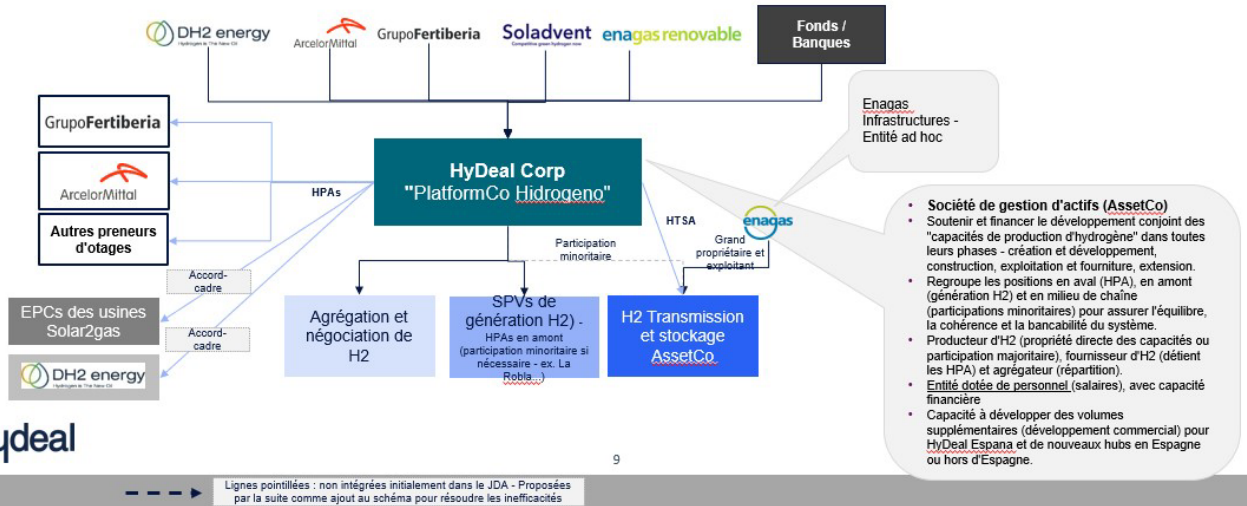 DH2 energy
Hydrogen is The New Oil
ArcelorMittal
GrupoFertiberia
Soladvent
Competitive green hydrogen now
enagas renovable
Fonds /
Banques
GrupoFertiberia
ArcelorMittal
Autres preneurs
d'otages
HPAs
HyDeal Corp
"PlatformCo Hidrogeno"
HTSA
enagas
Grand
propriétaire et
exploitant
Participation
minoritaire
Enagas
Infrastructures -
Entité ad hoc
EPCs des usines
Solar2gas
Accord-
cadre
Accord-
cadre
DH2 energy
Hydrogen is The New Oil
Agrégation et
négociation de
H2
SPVs de
génération H2) -
HPAs en amont
(participation minoritaire si
nécessaire - ex. La
Robla...)
H2 Transmission
et stockage
AssetCo
• Société de gestion d'actifs (AssetCo)
• Soutenir et financer le développement conjoint des
"capacités de production d'hydrogène" dans toutes
leurs phases - création et développement,
construction, exploitation et fourniture, extension.
• Regroupe les positions en aval (HPA), en amont
(génération H2) et en milieu de chaîne
(participations minoritaires) pour assurer l'équilibre,
la cohérence et la bancabilité du système.
• Producteur d'H2 (propriété directe des capacités ou
participation majoritaire), fournisseur d'H2 (détient
les HPA) et agrégateur (répartition).
• Entité dotée de personnel (salaires), avec capacité
financière
• Capacité à développer des volumes
supplémentaires (développement commercial) pour
HyDeal Espana et de nouveaux hubs en Espagne
ou hors d'Espagne.
ydeal
9
Lignes pointillées : non intégrées initialement dans le JDA - Proposées
par la suite comme ajout au schéma pour résoudre les inefficacités